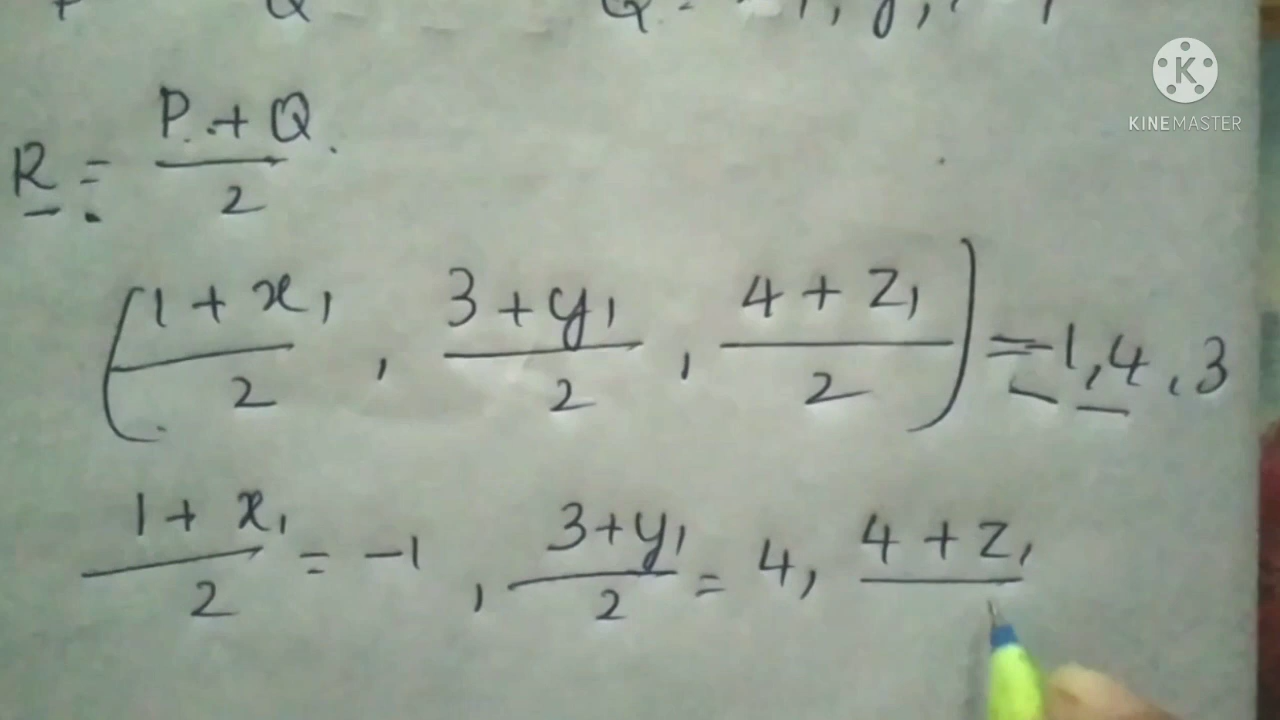 Q Q
R = P + Q / 2
K
KINEMASTER
(1 + x₁ / 2 , 3 + y₁ / 2 , 4 + z₁ / 2) = -1, 4, 3
1 + x₁ / 2 = -1 , 3 + y₁ / 2 = 4, 4 + z₁